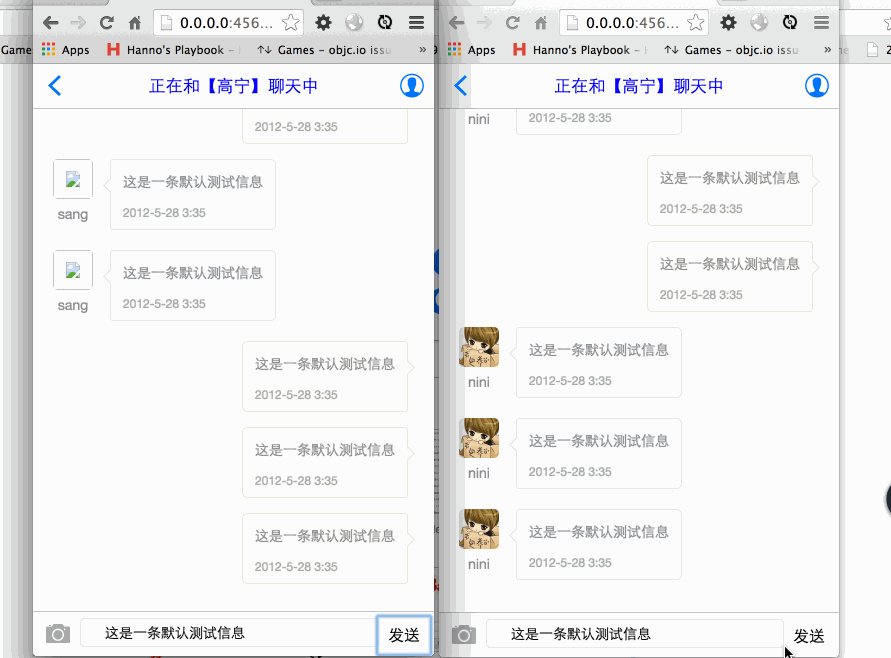 0.0.0.0:456...
Game
Apps
Hanno's Playbook –
Games – objc.io issu
»
正在和【高宁】聊天中
2012-5-28 3:35
这是一条默认测试信息
2012-5-28 3:35
sang
这是一条默认测试信息
2012-5-28 3:35
sang
这是一条默认测试信息
2012-5-28 3:35
这是一条默认测试信息
2012-5-28 3:35
这是一条默认测试信息
2012-5-28 3:35
这是一条默认测试信息
发送
0.0.0.0:456...
Apps
Hanno's Playbook –
Games – objc.io issu
»
正在和【高宁】聊天中
nini
2012-5-28 3:35
这是一条默认测试信息
2012-5-28 3:35
这是一条默认测试信息
2012-5-28 3:35
这是一条默认测试信息
nini
2012-5-28 3:35
这是一条默认测试信息
nini
2012-5-28 3:35
这是一条默认测试信息
nini
2012-5-28 3:35
这是一条默认测试信息
发送